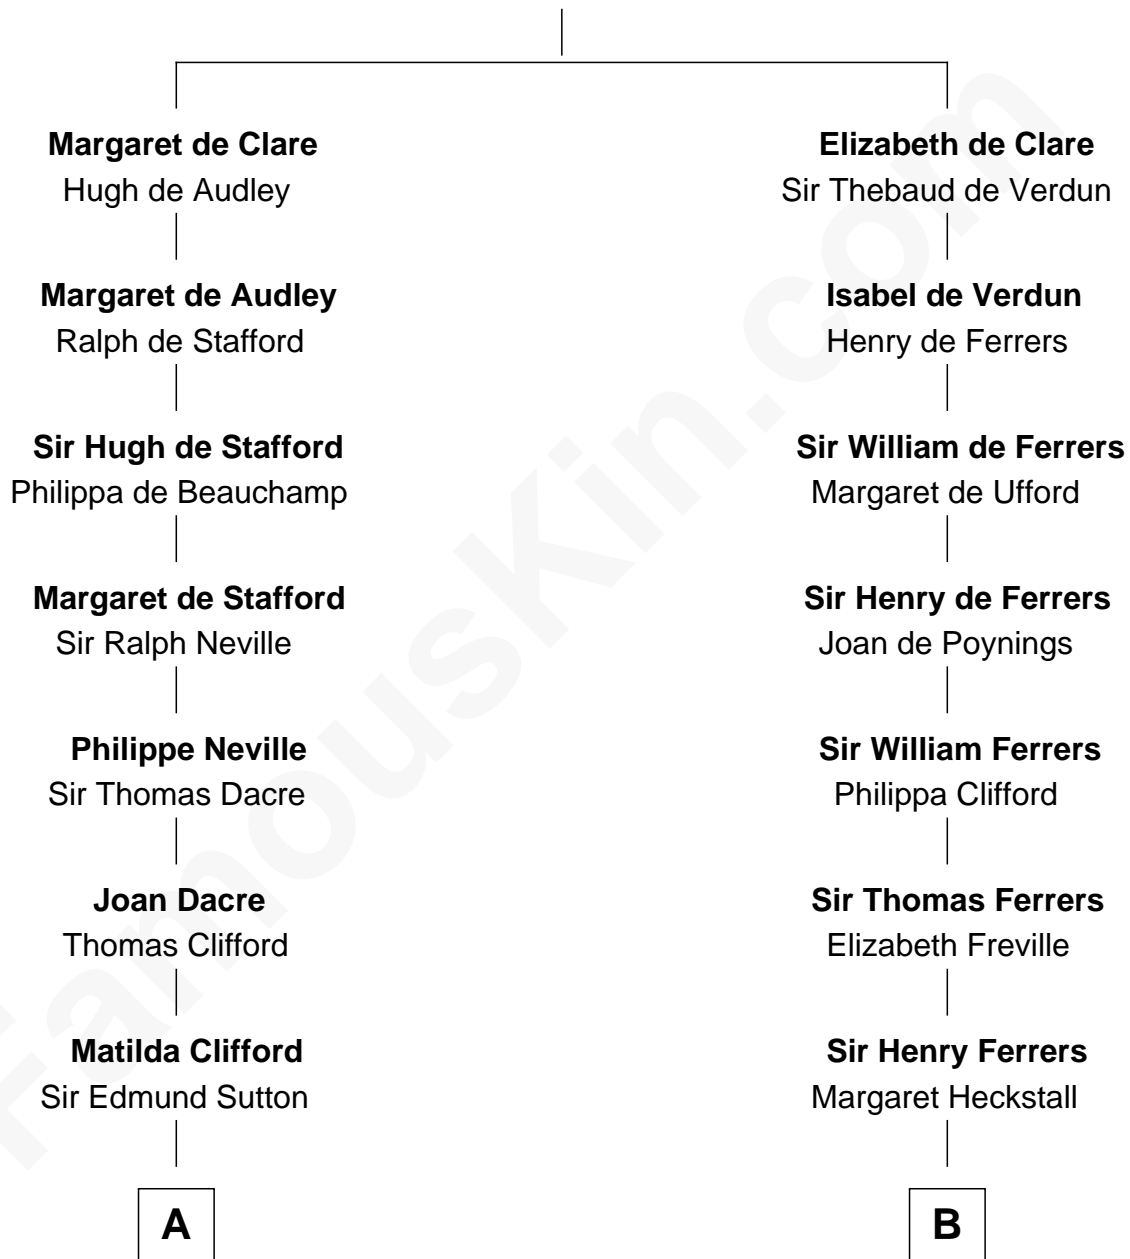 Margaret de Clare
Hugh de Audley
Margaret de Audley
Ralph de Stafford
Sir Hugh de Stafford
Philippa de Beauchamp
Margaret de Stafford
Sir Ralph Neville
Philippe Neville
Sir Thomas Dacre
Joan Dacre
Thomas Clifford
Matilda Clifford
Sir Edmund Sutton
A
Elizabeth de Clare
Sir Thebaud de Verdun
Isabel de Verdun
Henry de Ferrers
Sir William de Ferrers
Margaret de Ufford
Sir Henry de Ferrers
Joan de Poynings
Sir William Ferrers
Philippa Clifford
Sir Thomas Ferrers
Elizabeth Freville
Sir Henry Ferrers
Margaret Heckstall
B
FamousKin.com